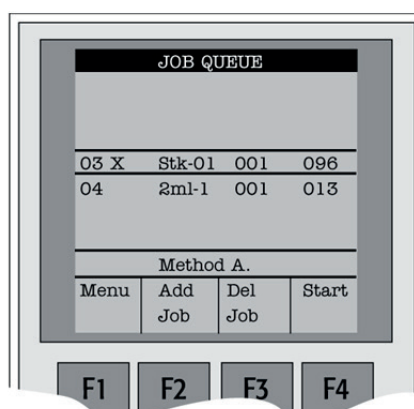 JOB QUEUE
03 X Stk-01 001 096
04 2ml-1 001 013
Method A.
Menu Add Job Del Job Start
F1 F2 F3 F4